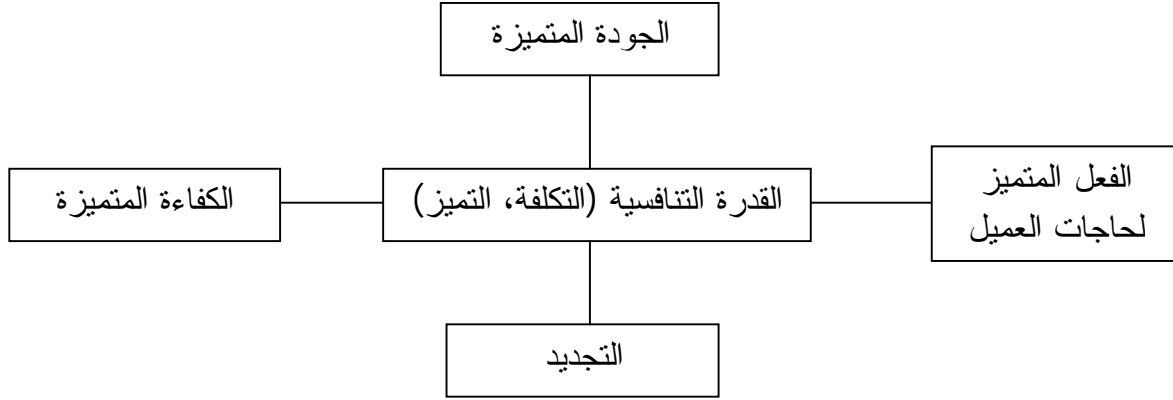 الجودة المتميزة
الفعل المتميز
لحاجات العميل
القدرة التنافسية (التكلفة، التميز)
الكفاءة المتميزة
التجديد